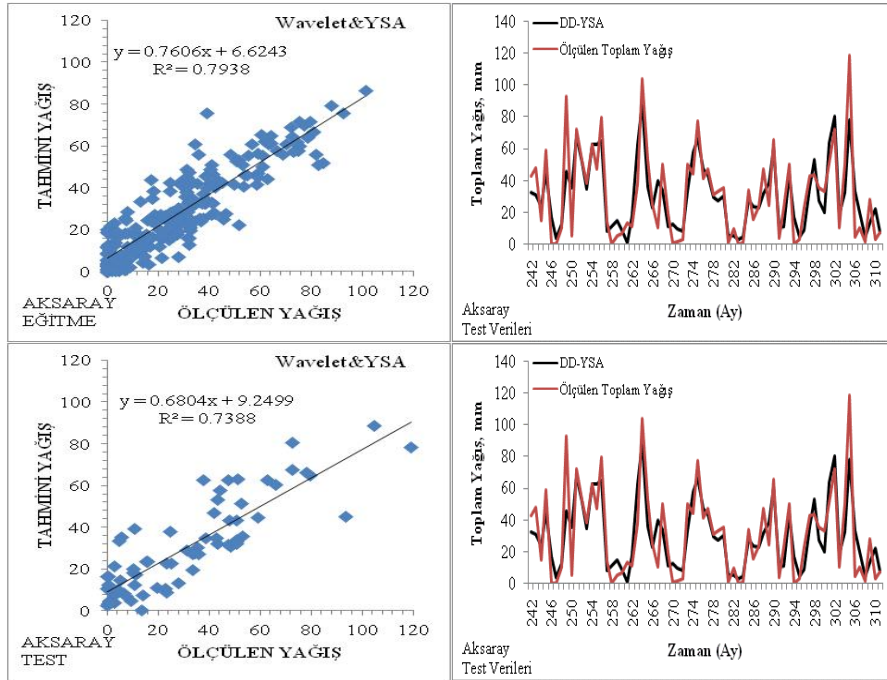 Wavelet&YSA
y = 0.7606x + 6.6243
R² = 0.7938
TAHMİNİ YAĞIŞ
120
100
80
60
40
20
0
0 20 40 60 80 100 120
ÖLÇÜLEN YAĞIŞ
AKSARAY
EĞİTME
DD-YSA
Ölçülen Toplam Yağış
Toplam Yağış, mm
140
120
100
80
60
40
20
0
242 246 250 254 258 262 266 270 274 278 282 286 290 294 298 302 306 310
Zaman (Ay)
Aksaray
Test Verileri
Wavelet&YSA
y = 0.6804x + 9.2499
R² = 0.7388
TAHMİNİ YAĞIŞ
120
100
80
60
40
20
0
0 20 40 60 80 100 120
ÖLÇÜLEN YAĞIŞ
AKSARAY
TEST
DD-YSA
Ölçülen Toplam Yağış
Toplam Yağış, mm
140
120
100
80
60
40
20
0
242 246 250 254 258 262 266 270 274 278 282 286 290 294 298 302 306 310
Zaman (Ay)
Aksaray
Test Verileri